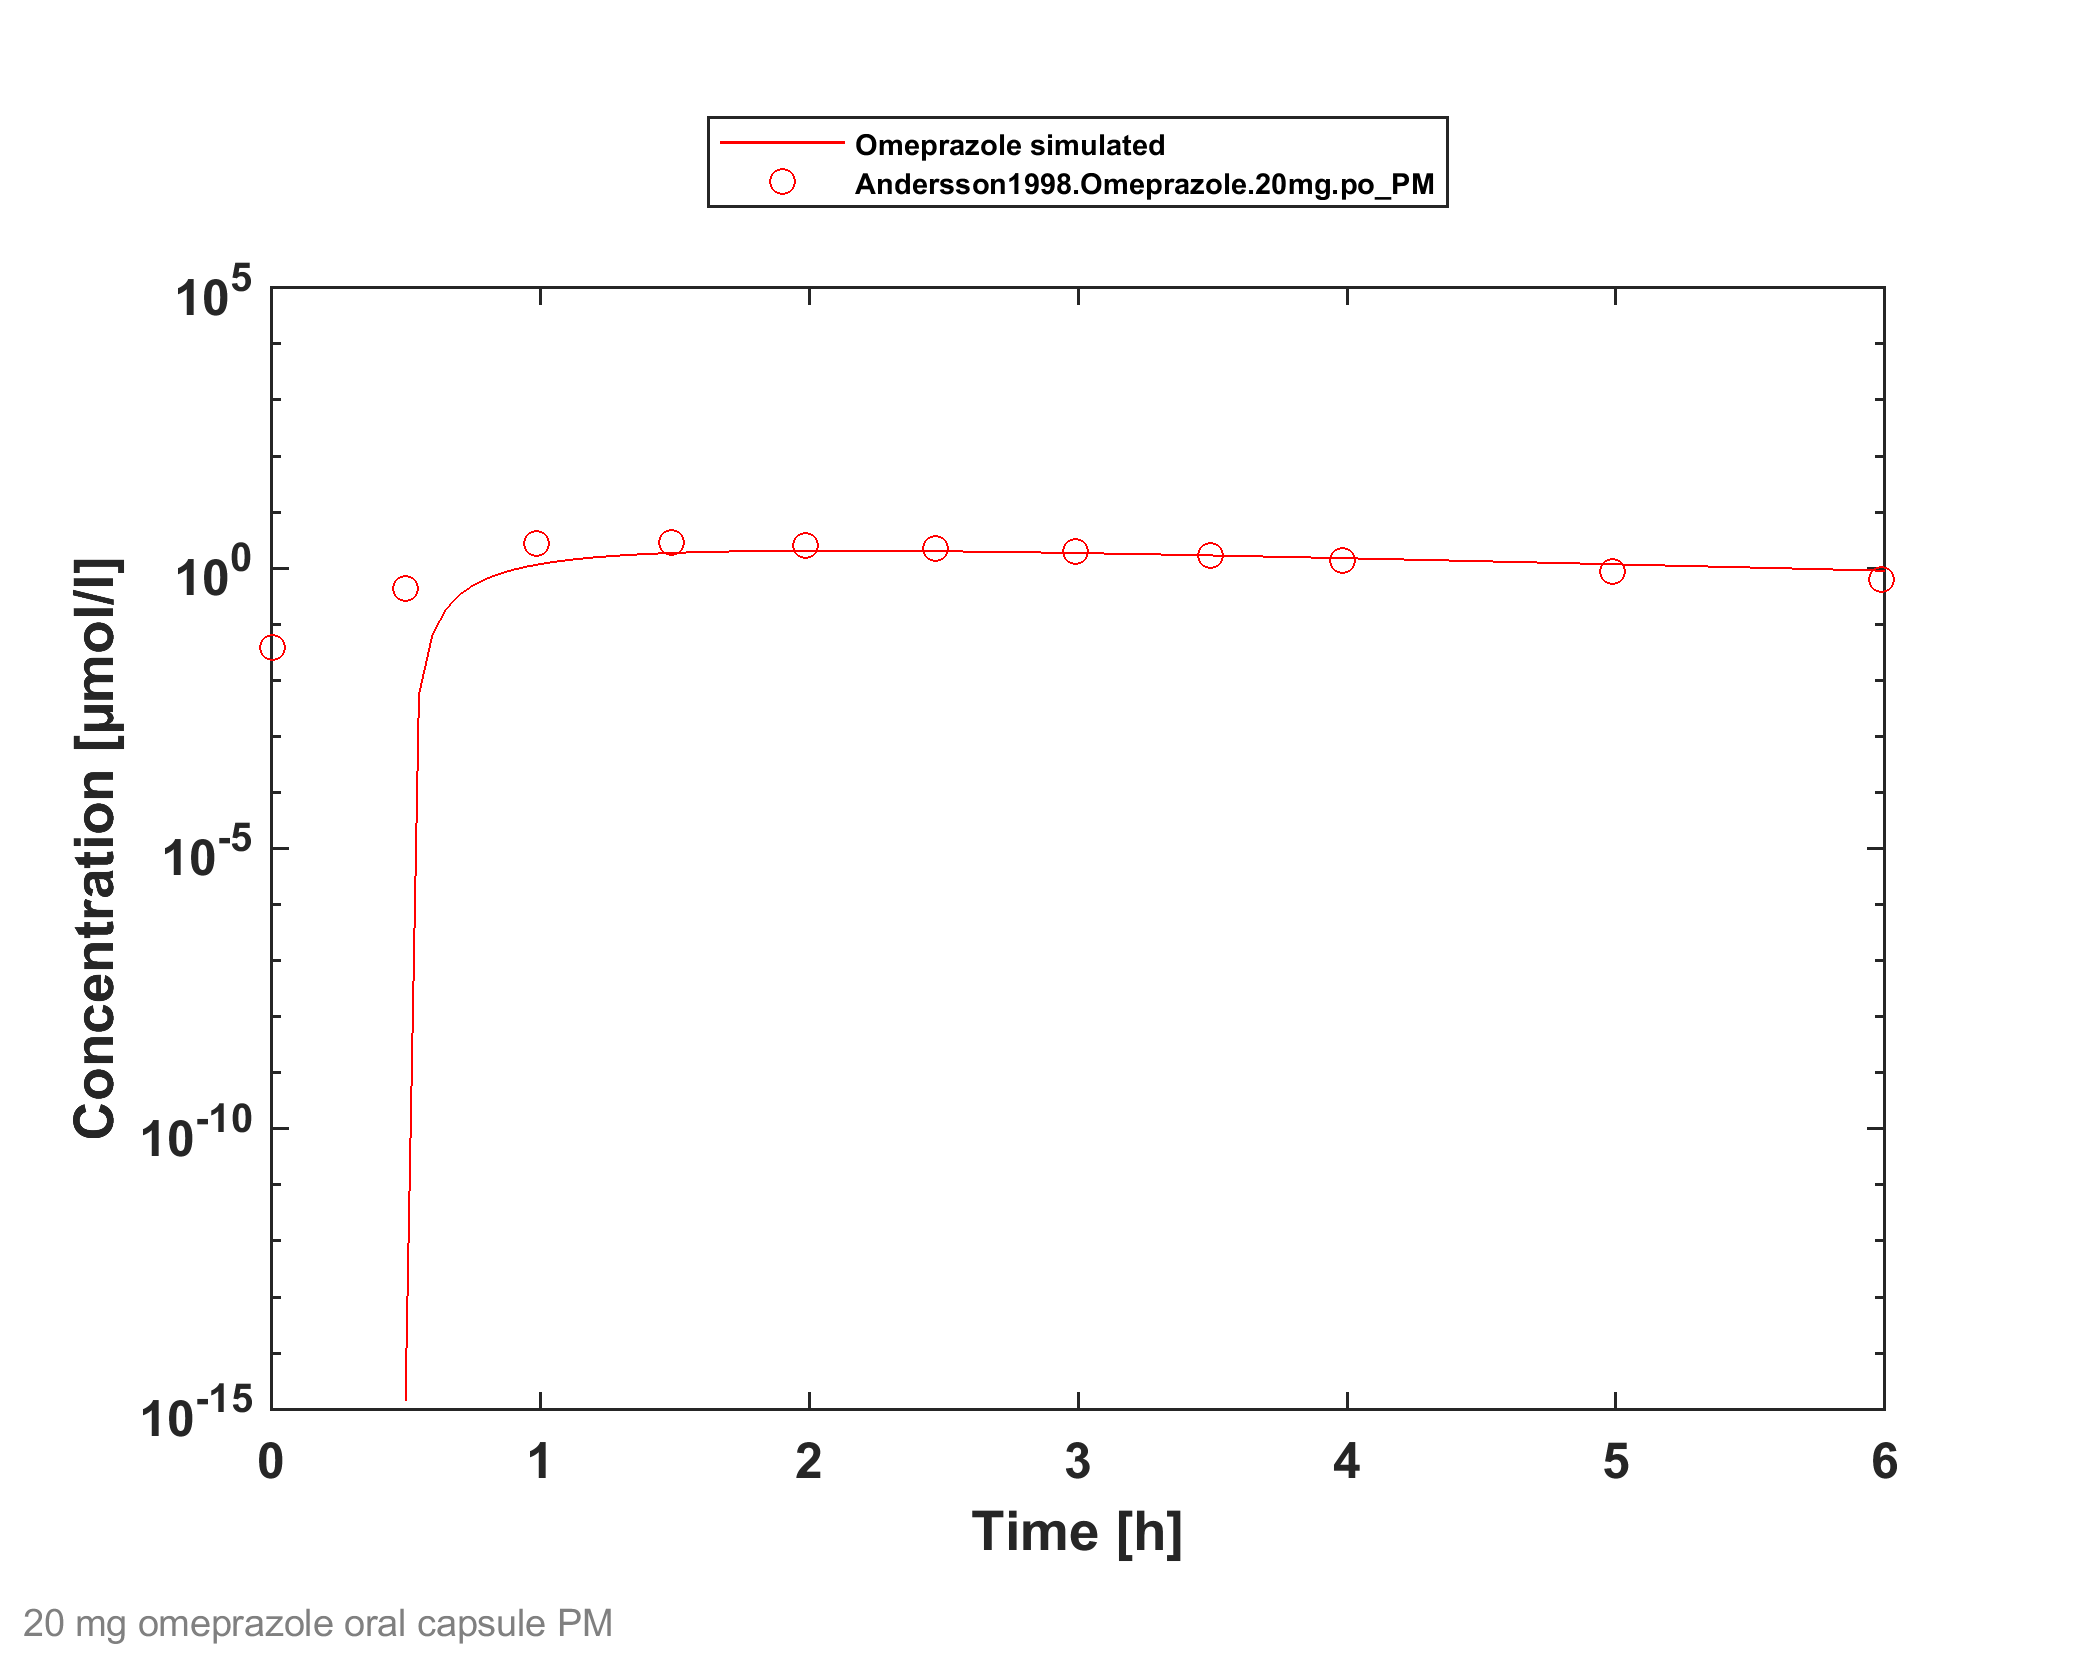 Omeprazole simulated
Andersson1998.Omeprazole.20mg.po_PM
10^5
10^0
10^-5
10^-10
10^-15
Concentration [µmol/l]
0 1 2 3 4 5 6
Time [h]
20 mg omeprazole oral capsule PM